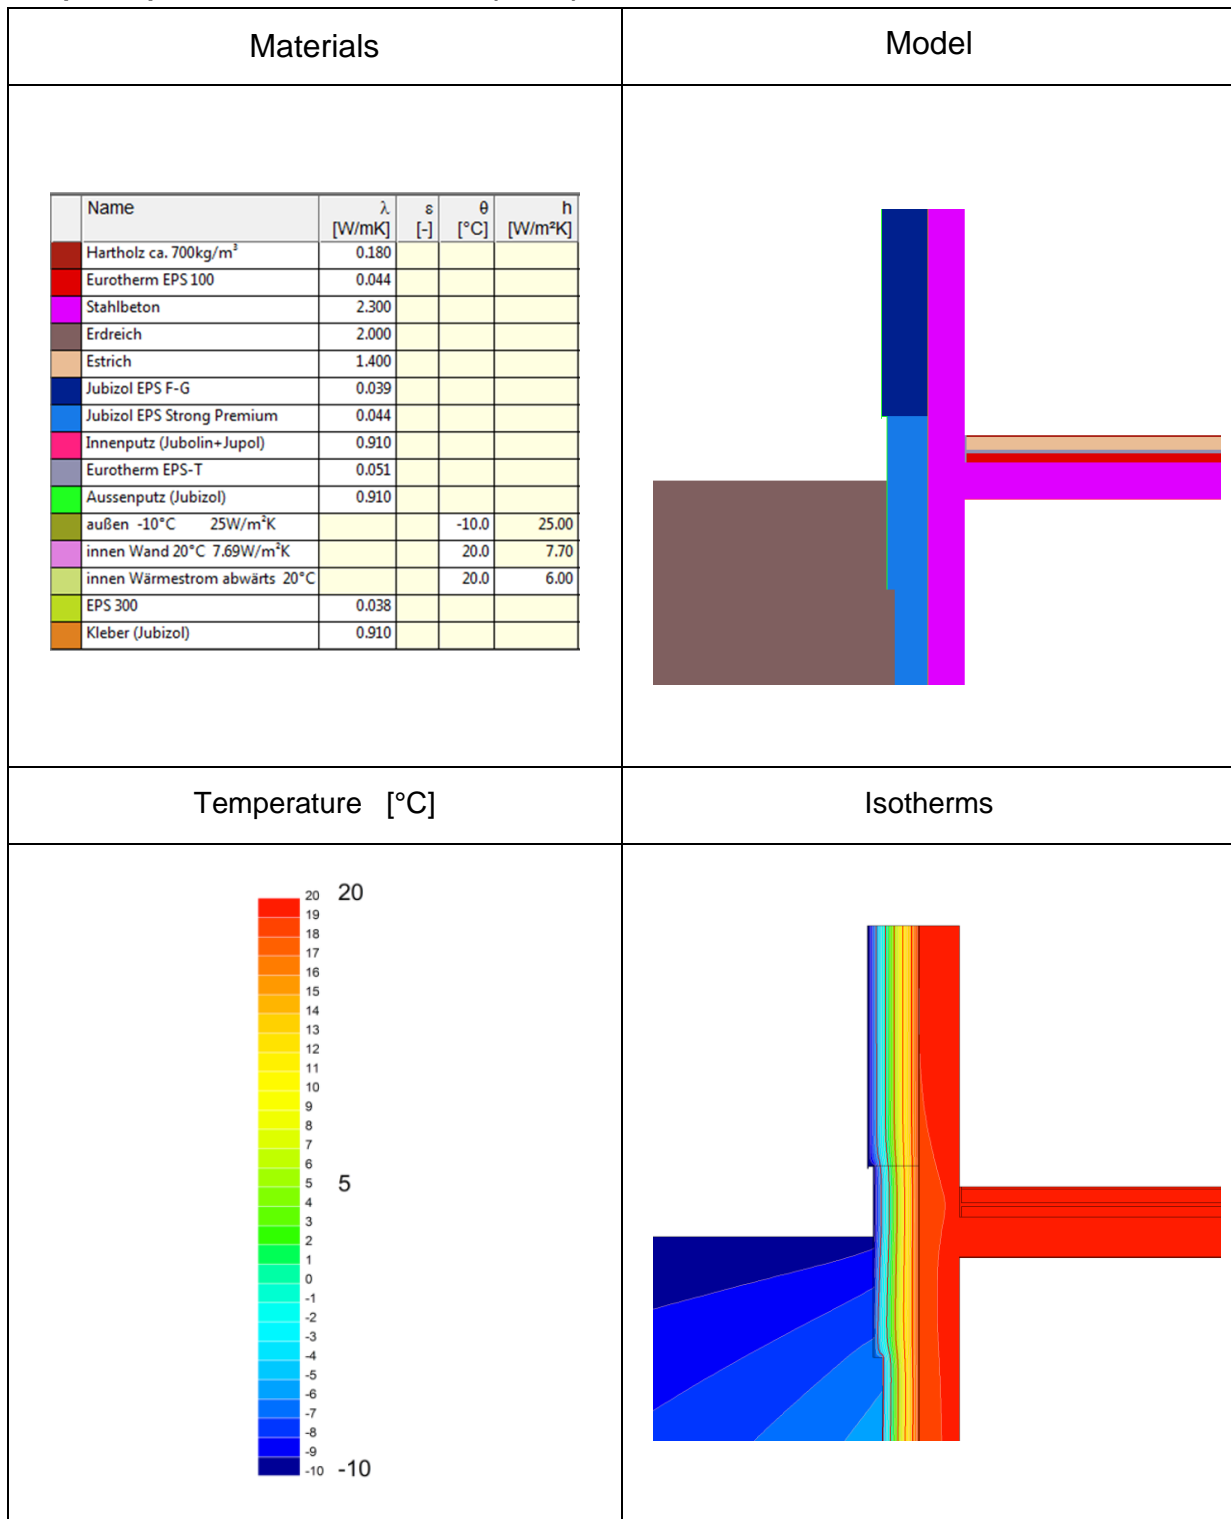 Materials
Model
Name λ ε θ h
[W/mK] [-] [°C] [W/m²K]
Hartholz ca. 700kg/m³ 0.180
Eurotherm EPS 100 0.044
Stahlbeton 2.300
Erdreich 2.000
Estrich 1.400
Jubizol EPS F-G 0.039
Jubizol EPS Strong Premium 0.044
Innenputz (Jubolin+Jupol) 0.910
Eurotherm EPS-T 0.051
Aussenputz (Jubizol) 0.910
außen -10°C 25W/m²K -10.0 25.00
innen Wand 20°C 7.69W/m²K 20.0 7.70
innen Wärmestrom abwärts 20°C 20.0 6.00
EPS 300 0.038
Kleber (Jubizol) 0.910
Temperature [°C]
Isotherms
20 20
19
18
17
16
15
14
13
12
11
10
9
8
7
6
5 5
4
3
2
1
0
-1
-2
-3
-4
-5
-6
-7
-8
-9
-10 -10